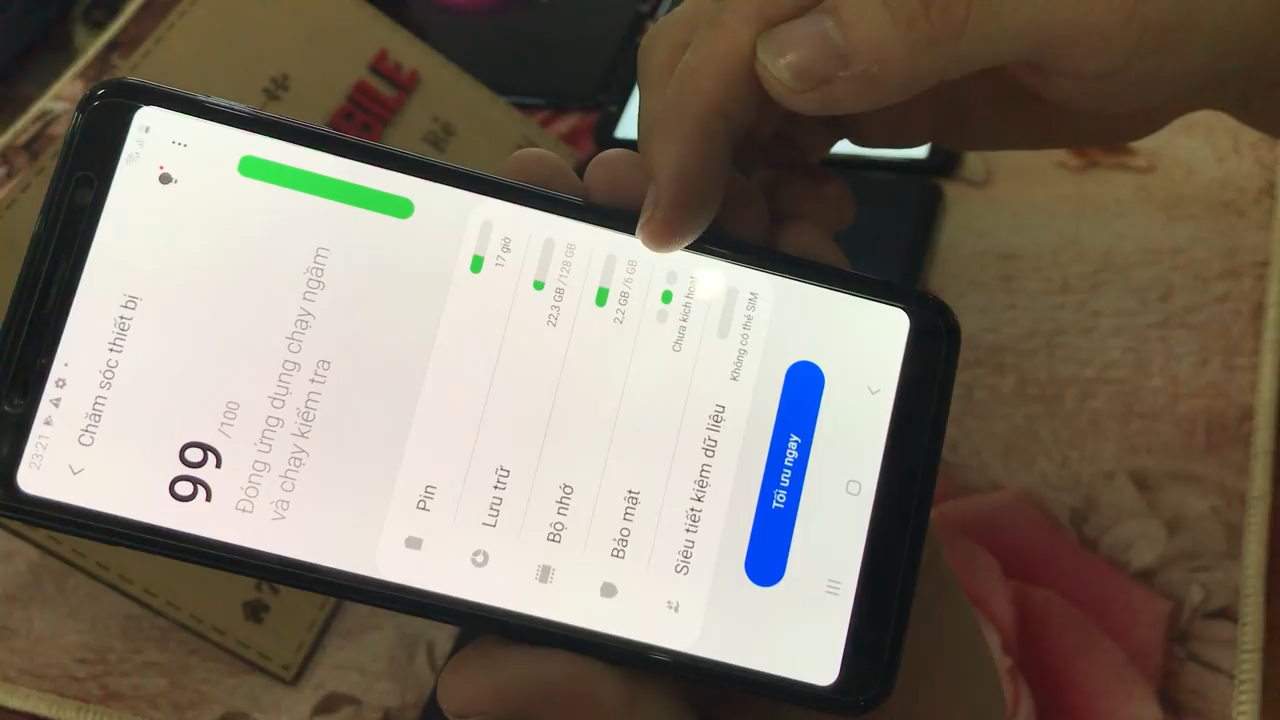 23:21
Chăm sóc thiết bị
99 /100
Đóng ứng dụng chạy ngầm
và chạy kiểm tra
Pin
17 giờ
Lưu trữ
22,3 GB /128 GB
Bộ nhớ
2,2 GB /6 GB
Bảo mật
Chưa kích hoạt
Siêu tiết kiệm dữ liệu
Không có thẻ SIM
Tối ưu ngay
BILE
Rẻ